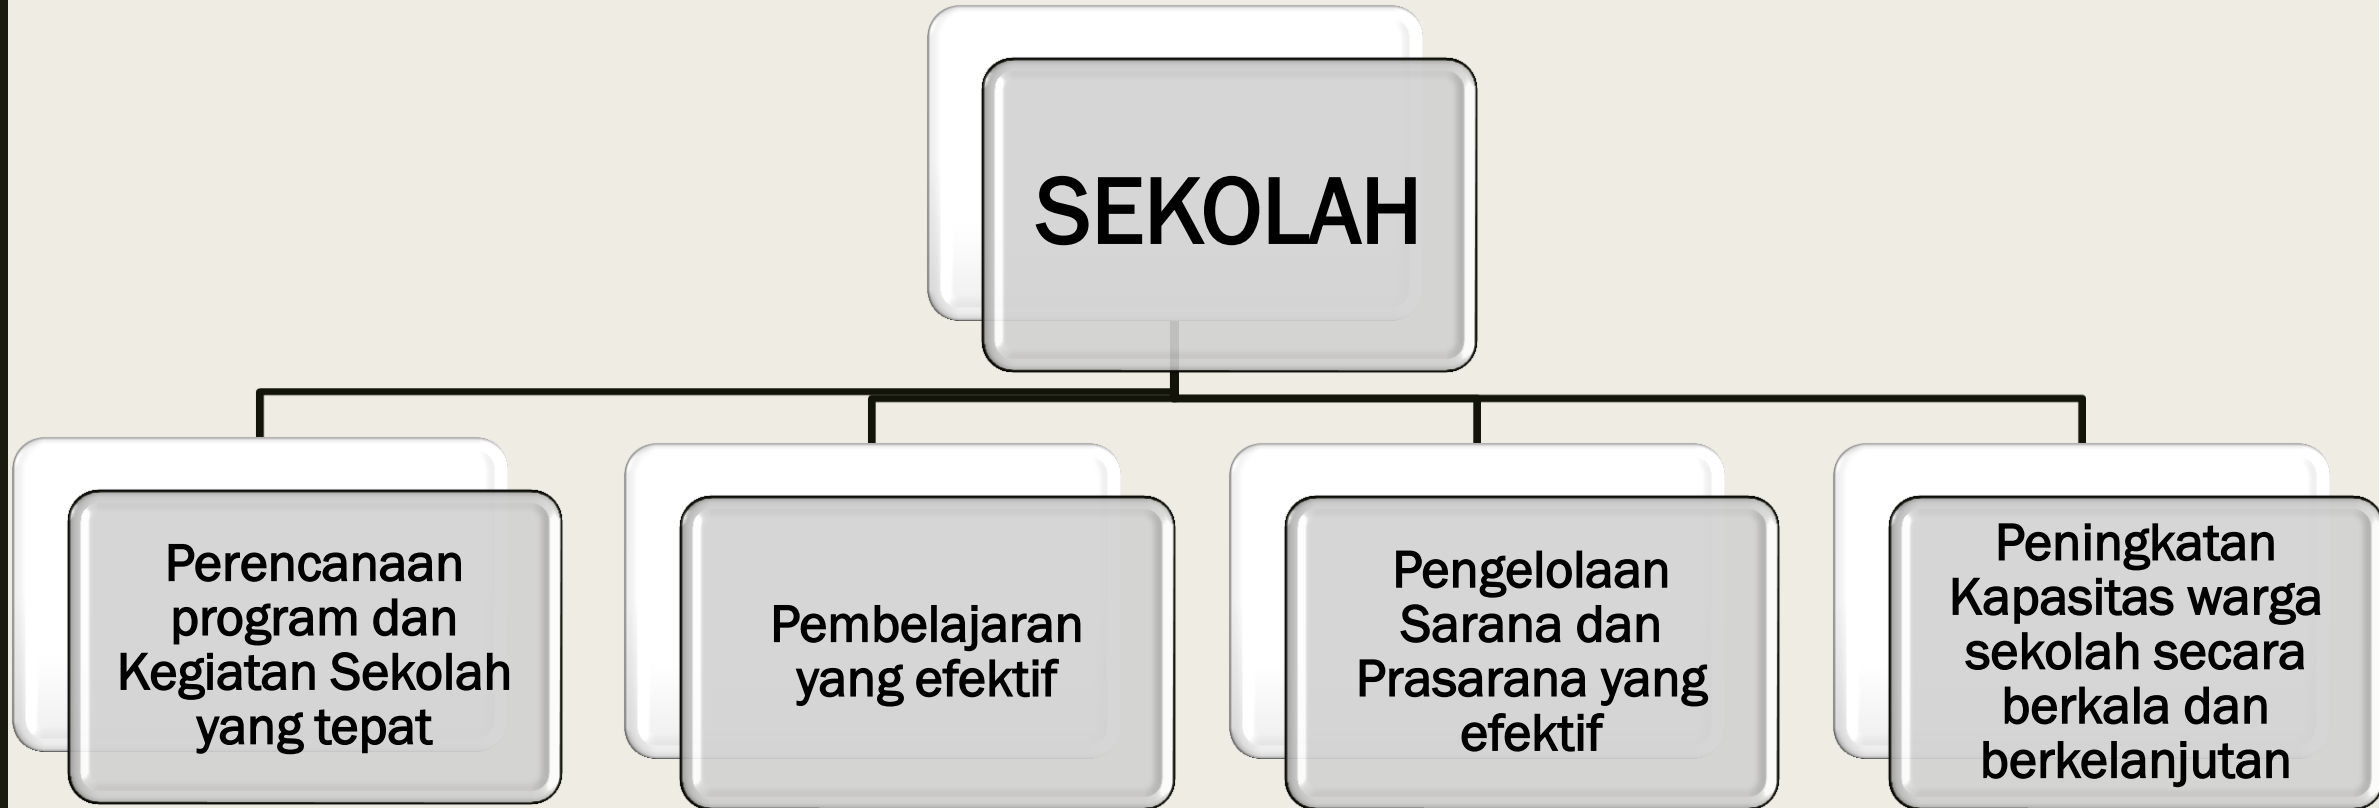 SEKOLAH
Perencanaan
program dan
Kegiatan Sekolah
yang tepat
Pembelajaran
yang efektif
Pengelolaan
Sarana dan
Prasarana yang
efektif
Peningkatan
Kapasitas warga
sekolah secara
berkala dan
berkelanjutan